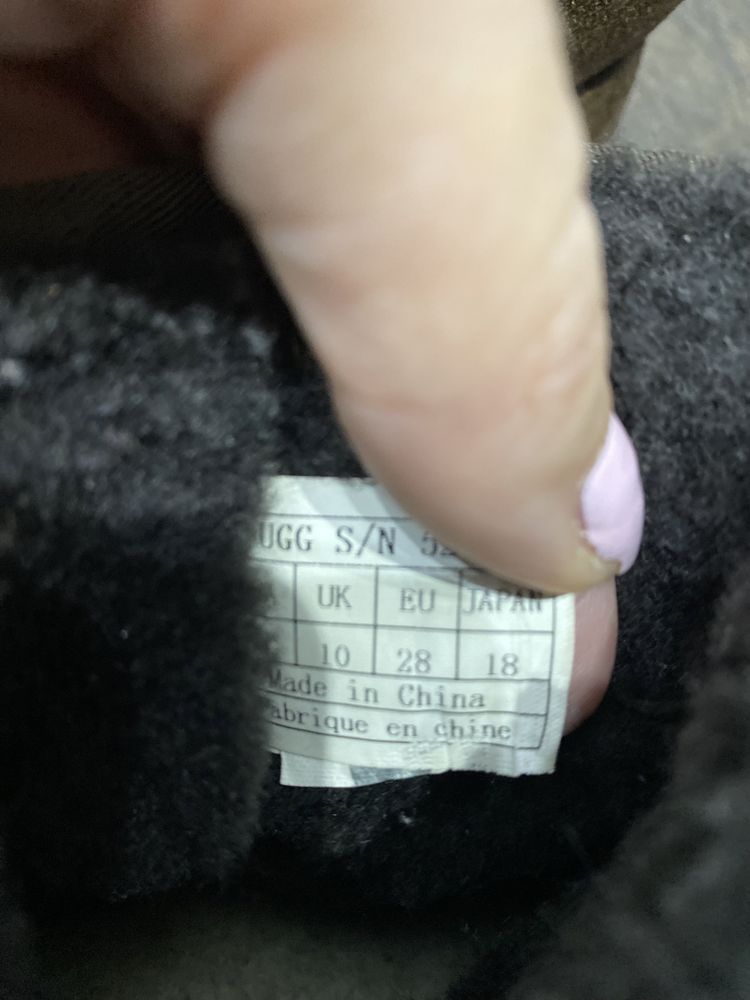 UGG S/N
UK EU JAPAN
10 28 18
Made in China
abrique en chine